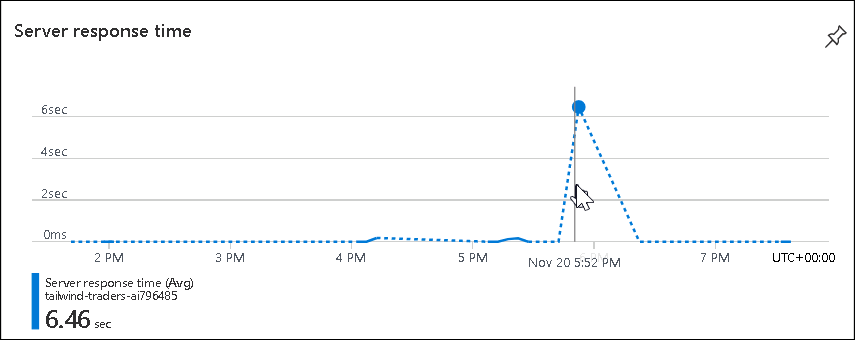 Server response time
6sec
4sec
2sec
0ms
2 PM
3 PM
4 PM
5 PM
Nov 20 5:52 PM
7 PM
UTC+00:00
Server response time (Avg)
tailwind-traders-ai796485
6.46 sec